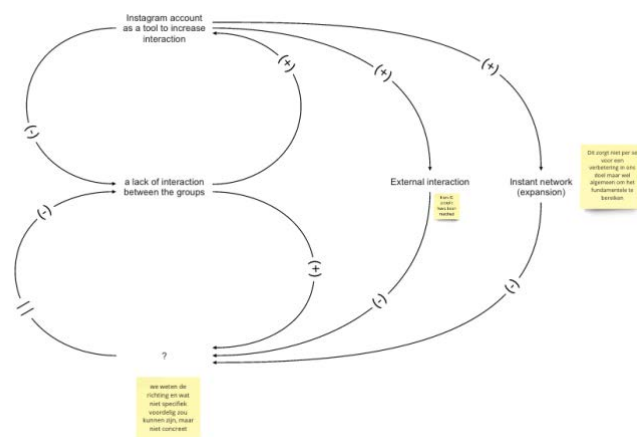 Instagram account
as a tool to increase
interaction
(+)
(+)
(+)
(-)
a lack of interaction
between the groups
External interaction
Instant network
(expansion)
Dit zorgt niet per se
voor een
verbetering in ons
doel maar wel
algemeen om het
fundamentele te
bereiken
(-)
(+)
(-)
(-)
?
we weten de
richting en wat
niet specifiek
voordelig zou
kunnen zijn, maar
niet concreet